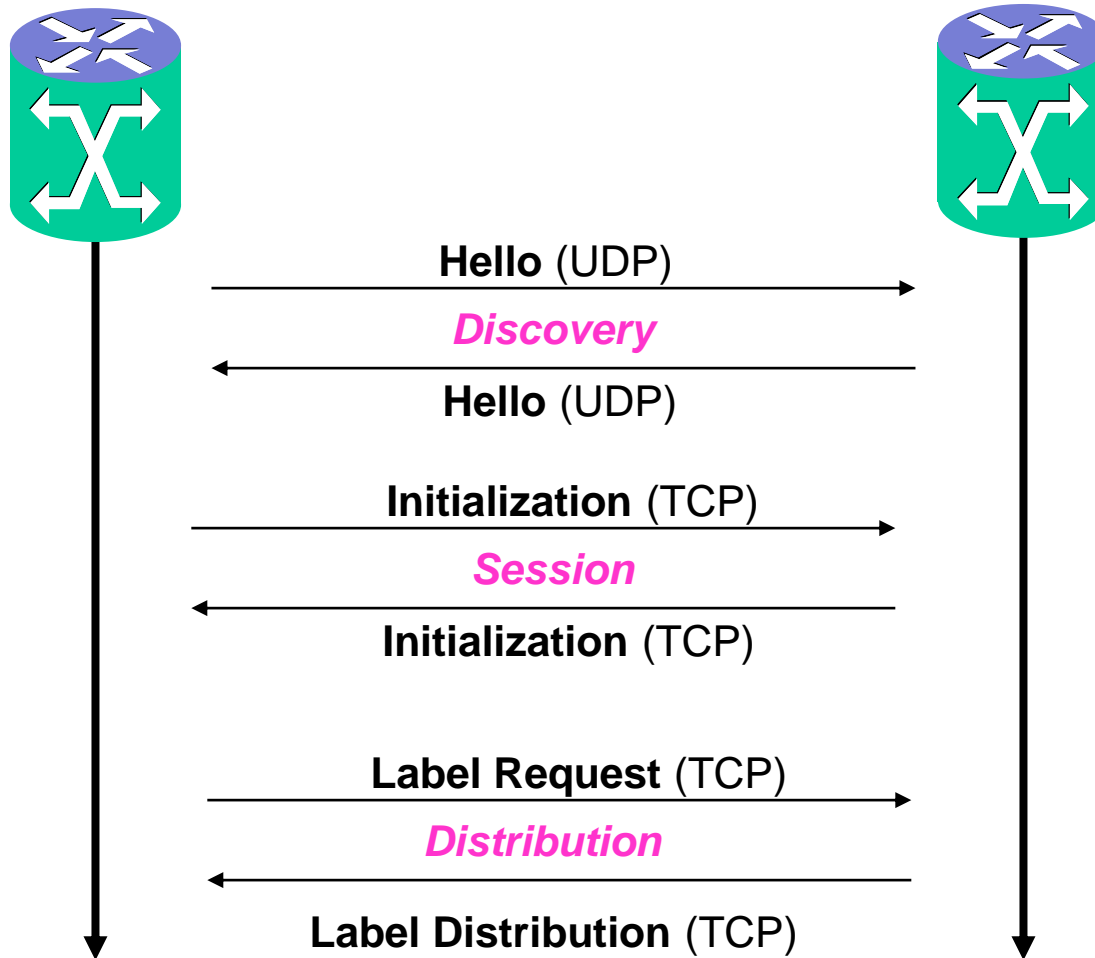 Hello (UDP)
Discovery
Hello (UDP)
Initialization (TCP)
Session
Initialization (TCP)
Label Request (TCP)
Distribution
Label Distribution (TCP)